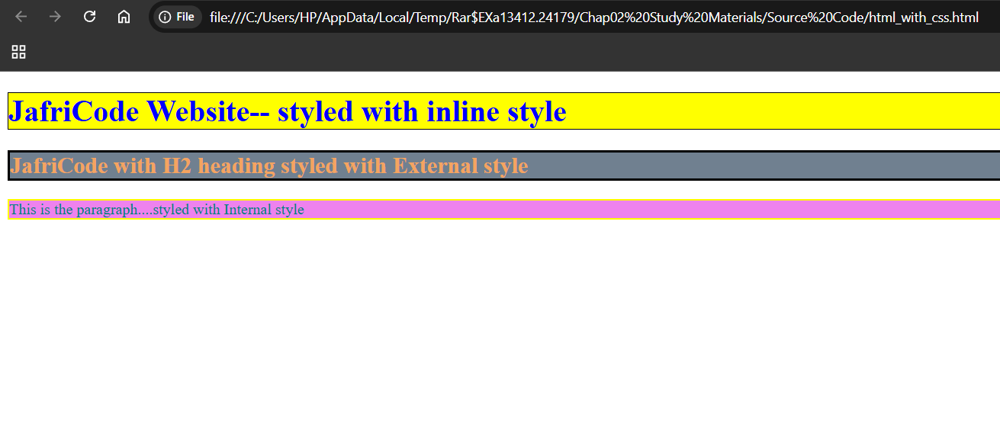 File file:///C:/Users/HP/AppData/Local/Temp/Rar$EXa13412.24179/Chap02%20Study%20Materials/Source%20Code/html_with_css.html
JafriCode Website-- styled with inline style
JafriCode with H2 heading styled with External style
This is the paragraph....styled with Internal style